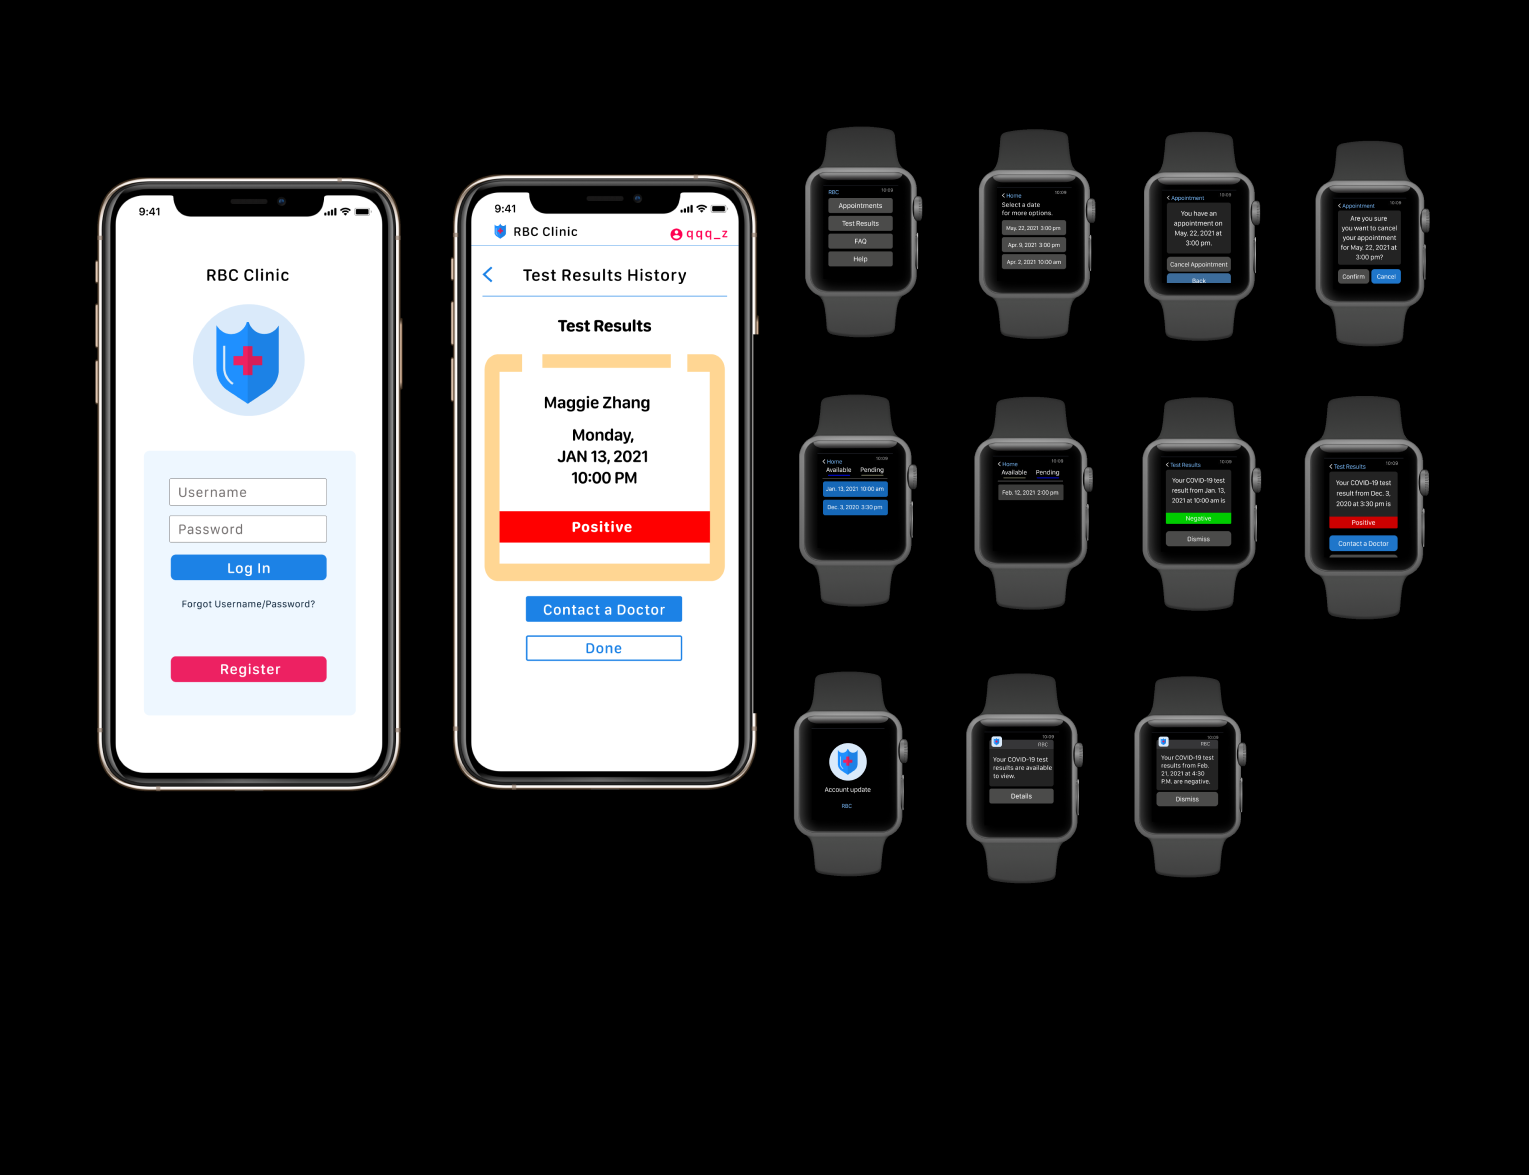 9:41
RBC Clinic
Username
Password
Log In
Forgot Username/Password?
Register
9:41
RBC Clinic
qqq_z
Test Results History
Test Results
Maggie Zhang
Monday,
JAN 13, 2021
10:00 PM
Positive
Contact a Doctor
Done
RBC 10:09
Appointments
Test Results
FAQ
Help
10:09
Home
Select a date
for more options.
May. 22, 2021 3:00 pm
Apr. 9, 2021 3:00 pm
Apr. 2, 2021 10:00 am
10:09
Appointment
You have an
appointment on
May. 22, 2021 at
3:00 pm.
Cancel Appointment
Back
10:09
Appointment
Are you sure
you want to cancel
your appointment
for May. 22, 2021 at
3:00 pm?
Confirm Cancel
10:09
Home
Available Pending
Jan. 13, 2021 10:00 am
Dec. 3, 2020 3:30 pm
10:09
Home
Available Pending
Feb. 12, 2021 2:00 pm
10:09
Test Results
Your COVID-19 test
result from Jan. 13,
2021 at 10:00 am is
Negative
Dismiss
10:09
Test Results
Your COVID-19 test
result from Dec. 3,
2020 at 3:30 pm is
Positive
Contact a Doctor
Account update
RBC
10:09
RBC
Your COVID-19 test
results are available
to view.
Details
10:09
RBC
Your COVID-19 test
results from Feb.
21, 2021 at 4:30
P.M. are negative.
Dismiss